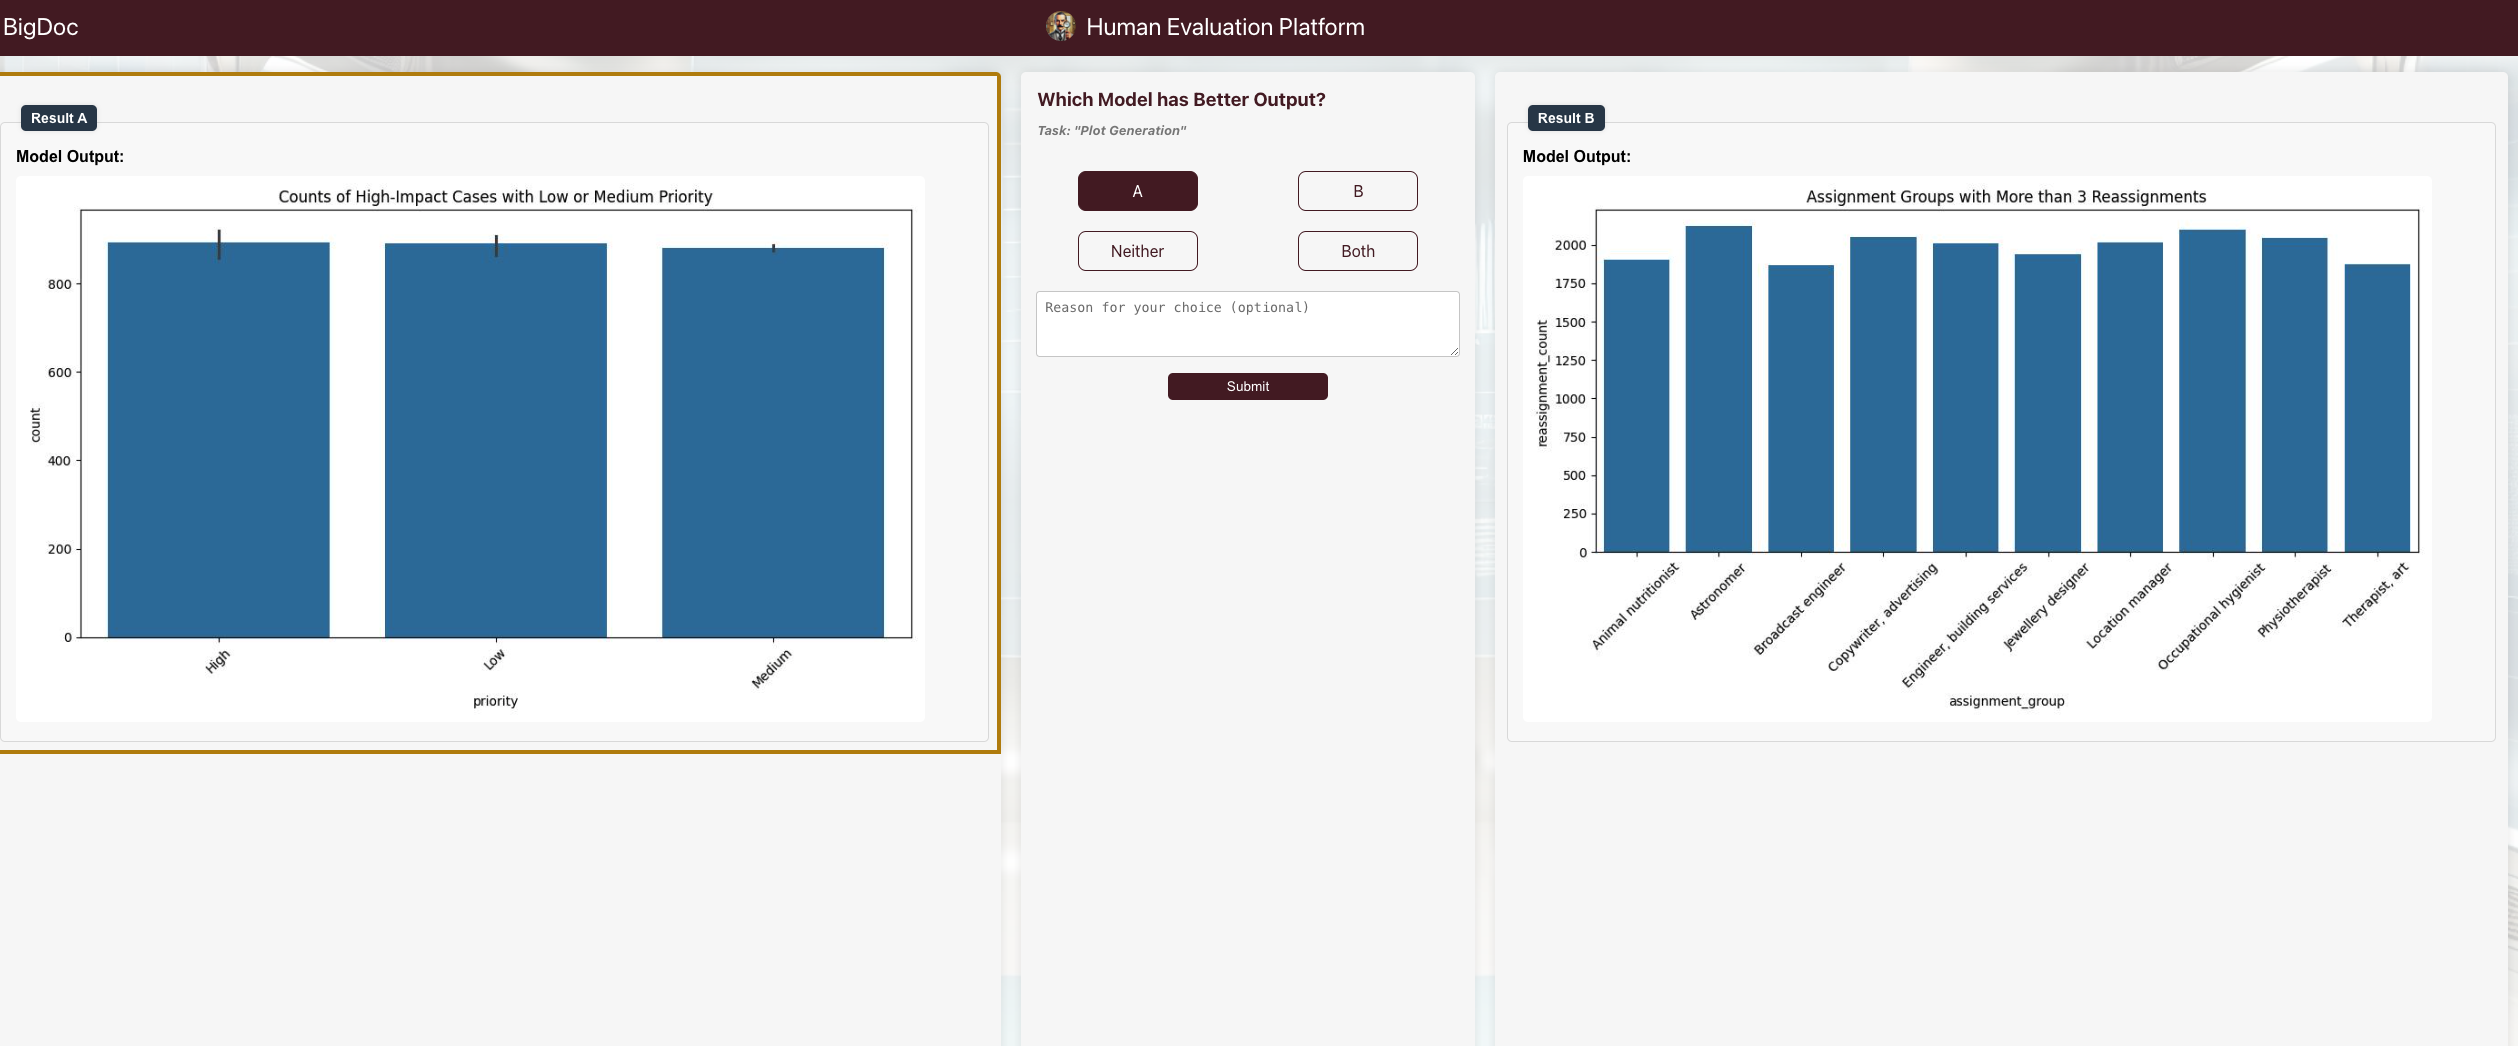 BigDoc
Human Evaluation Platform
Result A
Model Output:
Counts of High-Impact Cases with Low or Medium Priority
800
600
400
200
0
count
High
Low
Medium
priority
Which Model has Better Output?
Task: "Plot Generation"
A
B
Neither
Both
Reason for your choice (optional)
Submit
Result B
Model Output:
Assignment Groups with More than 3 Reassignments
2000
1750
1500
1250
1000
750
500
250
0
reassignment_count
Animal nutritionist
Astronomer
Broadcast engineer
Copywriter, advertising
Engineer, building services
Jewellery designer
Location manager
Occupational hygienist
Physiotherapist
Therapist, art
assignment_group